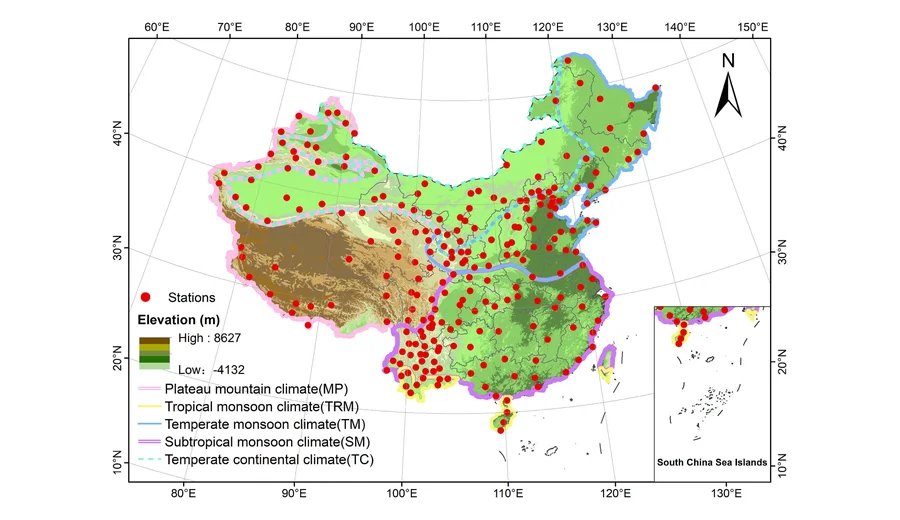 60°E 70°E 80°E 90°E 100°E 110°E 120°E 130°E 140°E 150°E
N
40°N 40°N
30°N 30°N
Stations
Elevation (m)
High : 8627
Low: -4132
20°N 20°N
Plateau mountain climate(MP)
Tropical monsoon climate(TRM)
Temperate monsoon climate(TM)
Subtropical monsoon climate(SM)
Temperate continental climate(TC)
South China Sea Islands
10°N 10°N
80°E 90°E 100°E 110°E 120°E 130°E